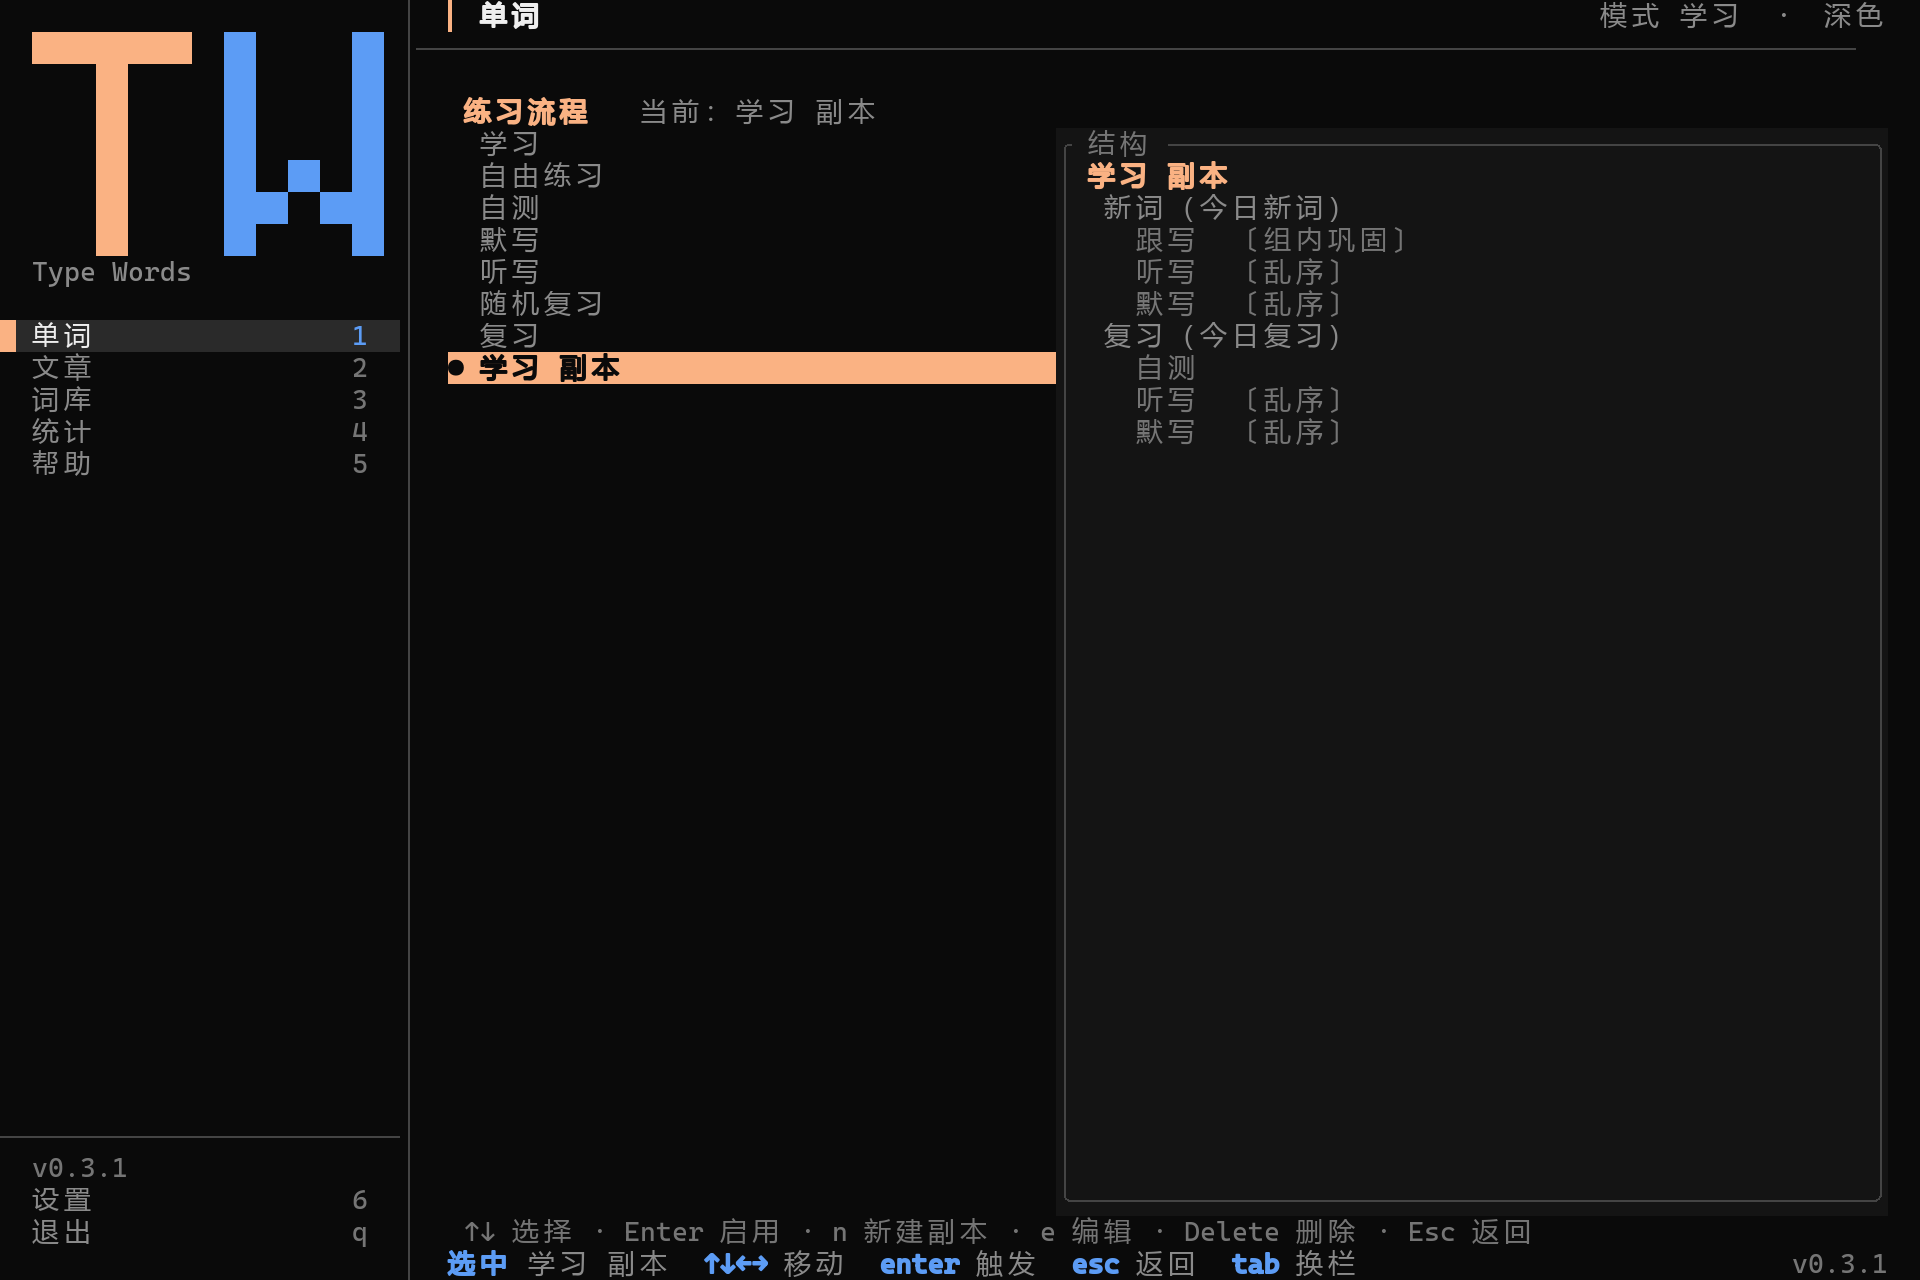 TW
Type Words
单词 1
文章 2
词库 3
统计 4
帮助 5
v0.3.1
设置 6
退出 q
单词
模式 学习 · 深色
练习流程 当前: 学习 副本
学习
自由练习
自测
默写
听写
随机复习
复习
● 学习 副本
结构
学习 副本
新词 (今日新词)
跟写 〔组内巩固〕
听写 〔乱序〕
默写 〔乱序〕
复习 (今日复习)
自测
听写 〔乱序〕
默写 〔乱序〕
↑↓ 选择 · Enter 启用 · n 新建副本 · e 编辑 · Delete 删除 · Esc 返回
选中 学习 副本 ↑↓←→ 移动 enter 触发 esc 返回 tab 换栏
v0.3.1